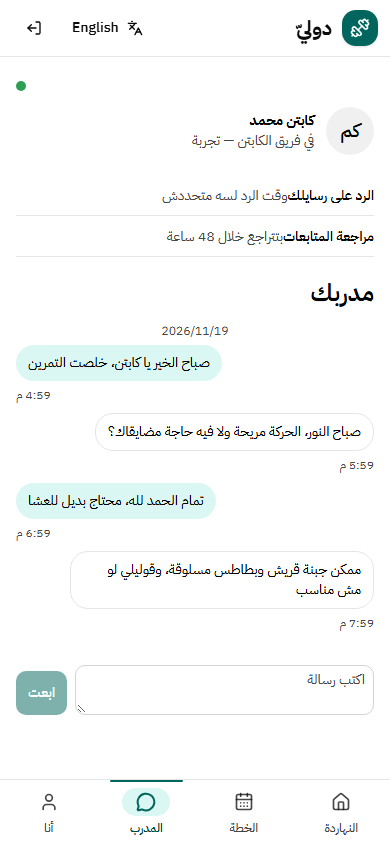 دوليّ
English
كم
كابتن محمد
في فريق الكابتن — تجربة
الرد على رسايلك وقت الرد لسه متحددش
مراجعة المتابعات بتتراجع خلال 48 ساعة
مدربك
2026/11/19
صباح الخير يا كابتن، خلصت التمرين
4:59 م
صباح النور، الحركة مريحة ولا فيه حاجة مضايقاك؟
5:59 م
تمام الحمد لله، محتاج بديل للعشا
6:59 م
ممكن جبنة قريش وبطاطس مسلوقة، وقوليلي لو
مش مناسب
7:59 م
اكتب رسالة
ابعت
النهاردة
الخطة
المدرب
أنا